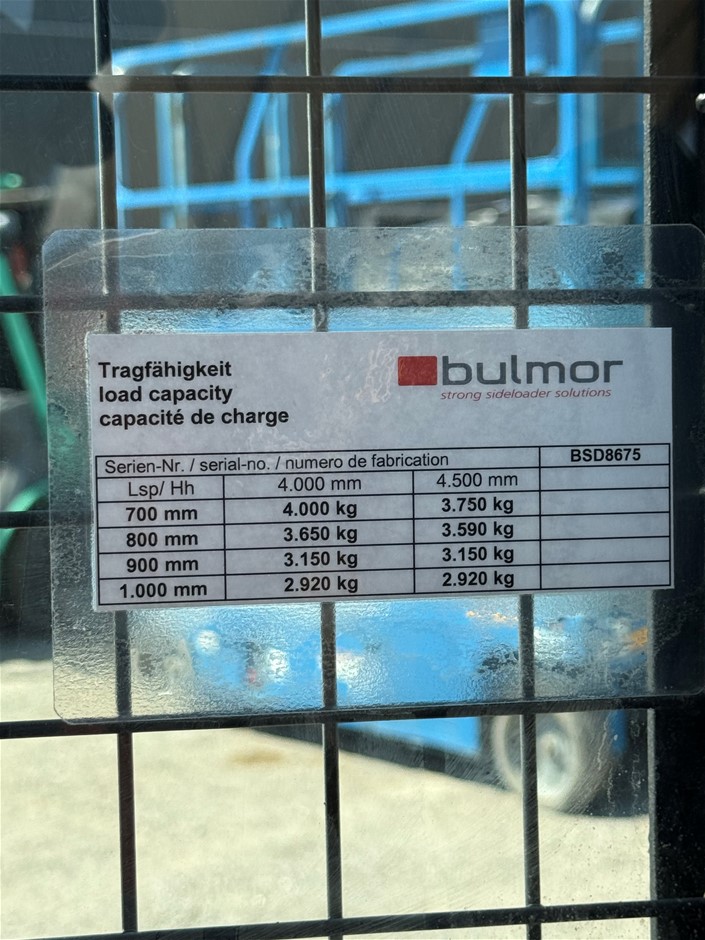 Tragfähigkeit
load capacity
capacité de charge
bulmor
strong sideloader solutions
Serien-Nr. / serial-no. / numero de fabrication BSD8675
Lsp/ Hh 4.000 mm 4.500 mm
700 mm 4.000 kg 3.750 kg
800 mm 3.650 kg 3.590 kg
900 mm 3.150 kg 3.150 kg
1.000 mm 2.920 kg 2.920 kg